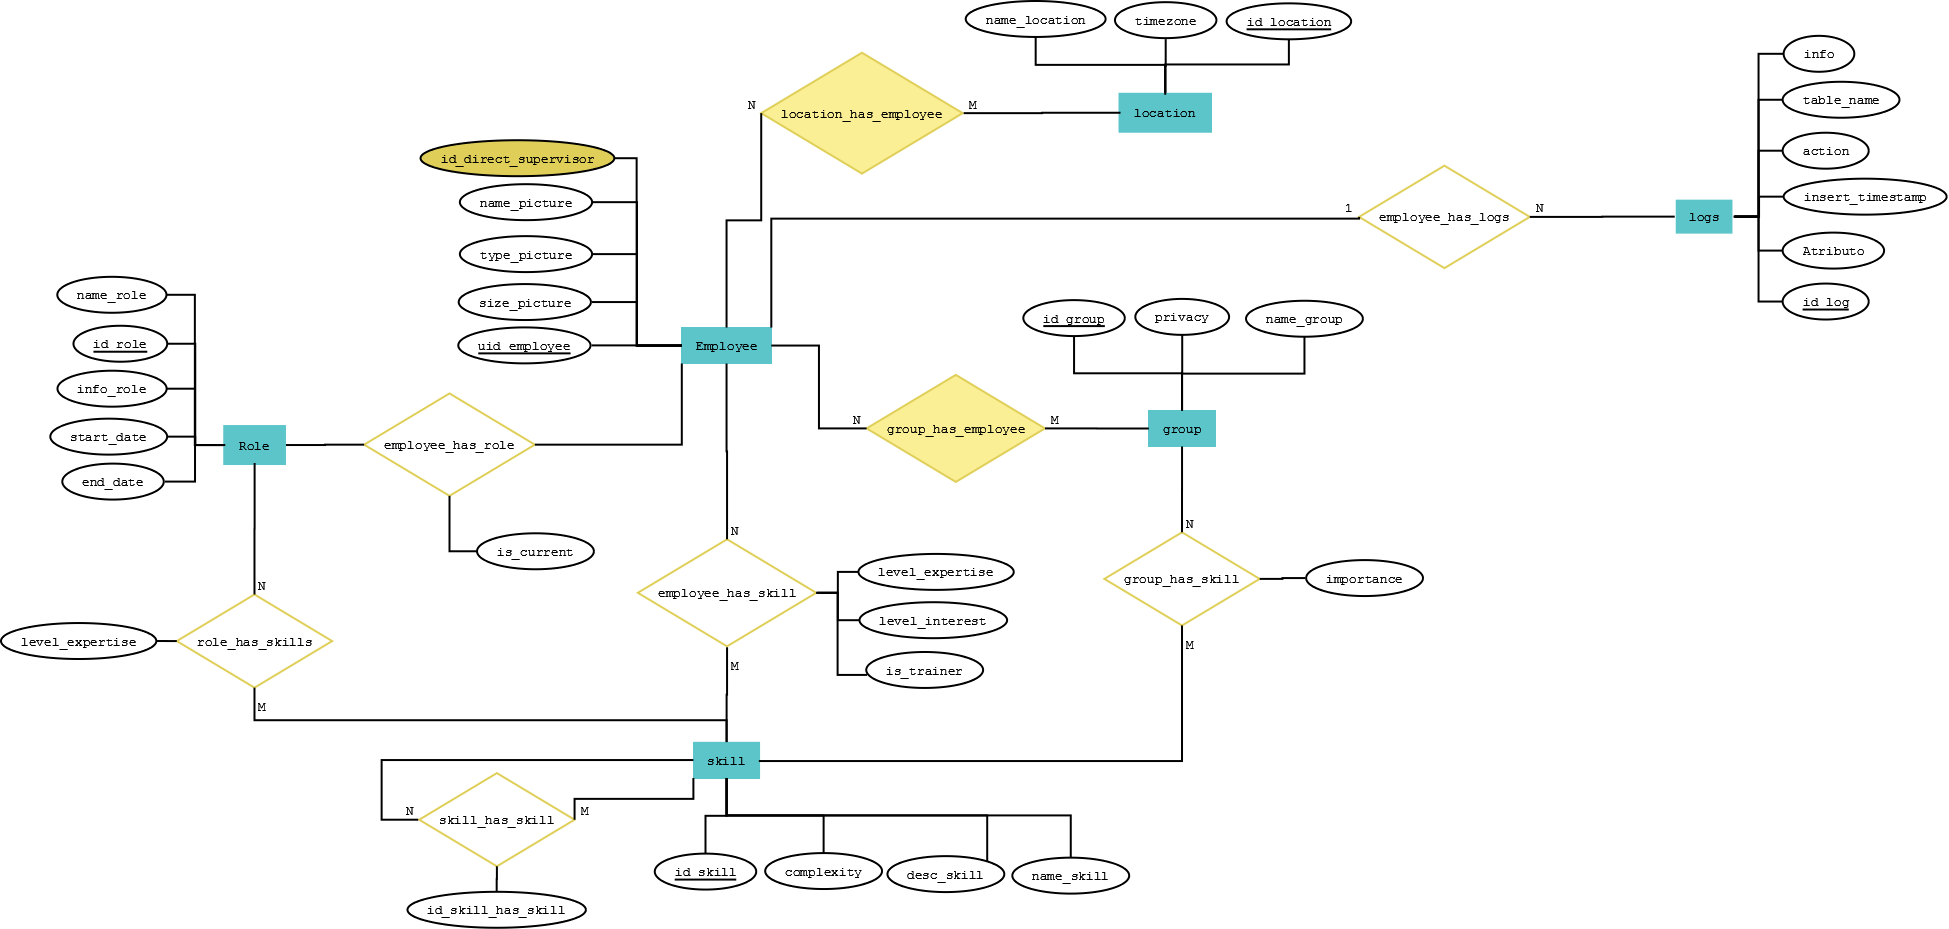 name_location
timezone
id_location
info
table_name
action
insert_timestamp
Atributo
id_log
N
location_has_employee
M
location
id_direct_supervisor
name_picture
type_picture
size_picture
uid_employee
1
employee_has_logs
N
logs
name_role
id_role
info_role
start_date
end_date
Employee
id_group
privacy
name_group
Role
employee_has_role
N
group_has_employee
M
group
is_current
N
N
N
level_expertise
role_has_skills
M
employee_has_skill
M
level_expertise
level_interest
is_trainer
group_has_skill
M
importance
skill
N
skill_has_skill
M
id_skill_has_skill
id_skill
complexity
desc_skill
name_skill